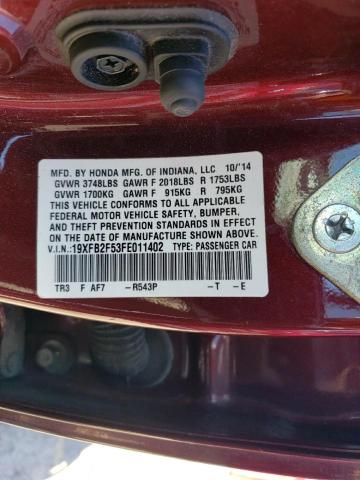 MFD. BY HONDA MFG. OF INDIANA, LLC 10/'14
GVWR 3748LBS GAWR F 2018LBS R 1753LBS
GVWR 1700KG GAWR F 915KG R 795KG
THIS VEHICLE CONFORMS TO ALL APPLICABLE
FEDERAL MOTOR VEHICLE SAFETY, BUMPER,
AND THEFT PREVENTION STANDARDS IN EFFECT
ON THE DATE OF MANUFACTURE SHOWN ABOVE.
V.I.N.:19XFB2F53FE011402 TYPE: PASSENGER CAR
TR3 F AF7 -R543P -T -E